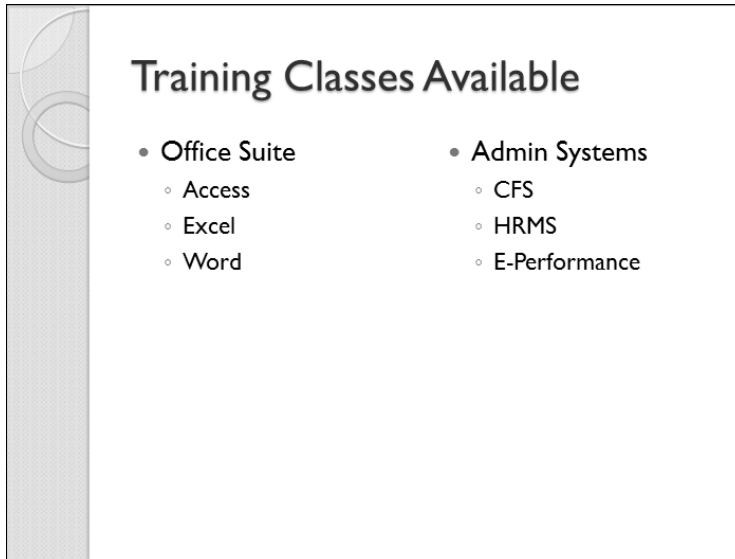 Training Classes Available
• Office Suite
◦ Access
◦ Excel
◦ Word
• Admin Systems
◦ CFS
◦ HRMS
◦ E-Performance